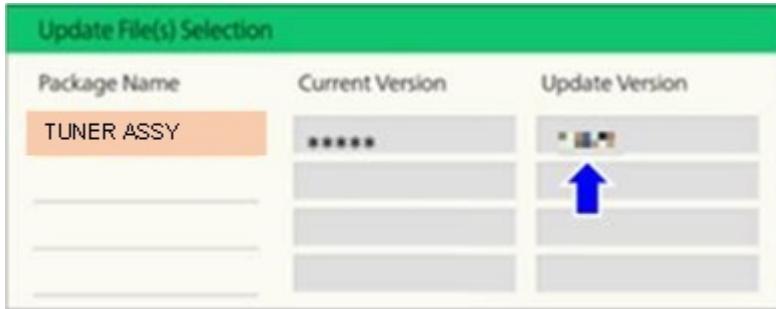 Update File(s) Selection
Package Name Current Version Update Version
TUNER ASSY *****